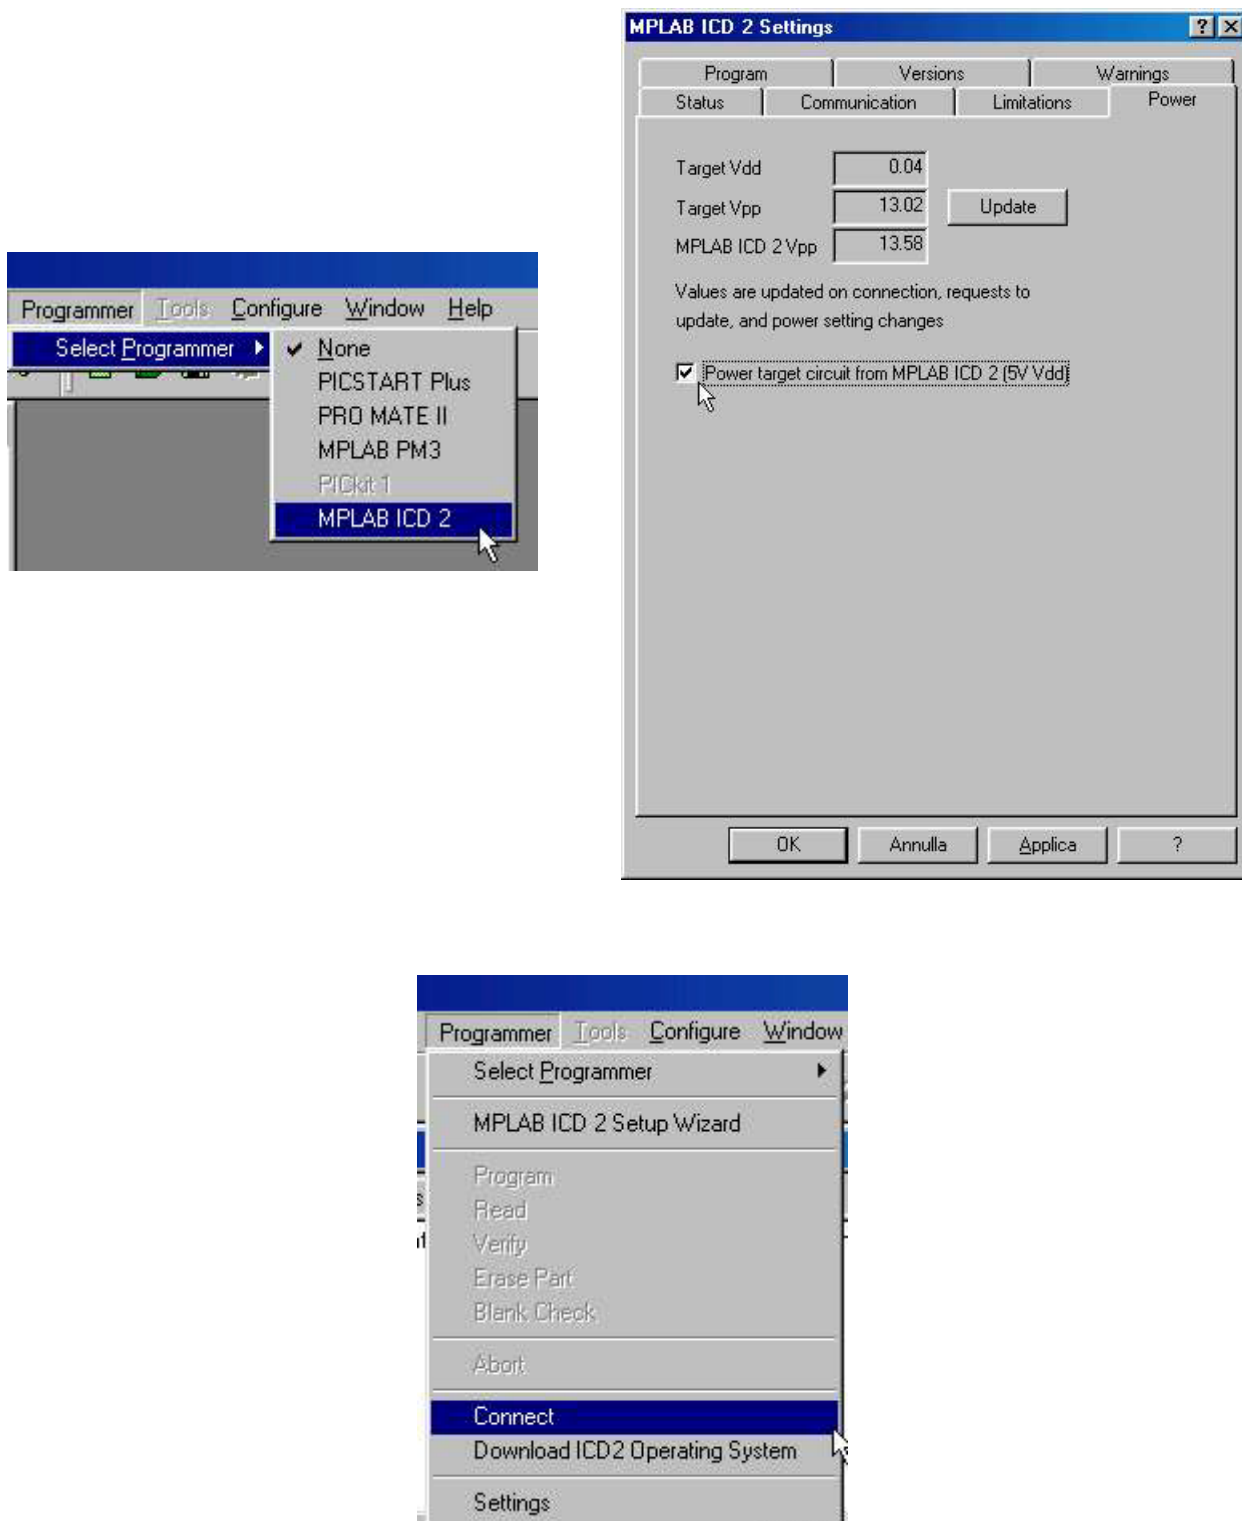 MPLAB ICD 2 Settings
Program Versions Warnings
Status Communication Limitations Power
Target Vdd 0.04
Target Vpp 13.02 Update
MPLAB ICD 2 Vpp 13.58
Values are updated on connection, requests to
update, and power setting changes
Power target circuit from MPLAB ICD 2 (5V Vdd)
OK Annulla Applica ?
Programmer Tools Configure Window Help
Select Programmer None
PICSTART Plus
PRO MATE II
MPLAB PM3
PICkit 1
MPLAB ICD 2
Programmer Tools Configure Window
Select Programmer
MPLAB ICD 2 Setup Wizard
Program
Read
Verify
Erase Part
Blank Check
Abort
Connect
Download ICD2 Operating System
Settings